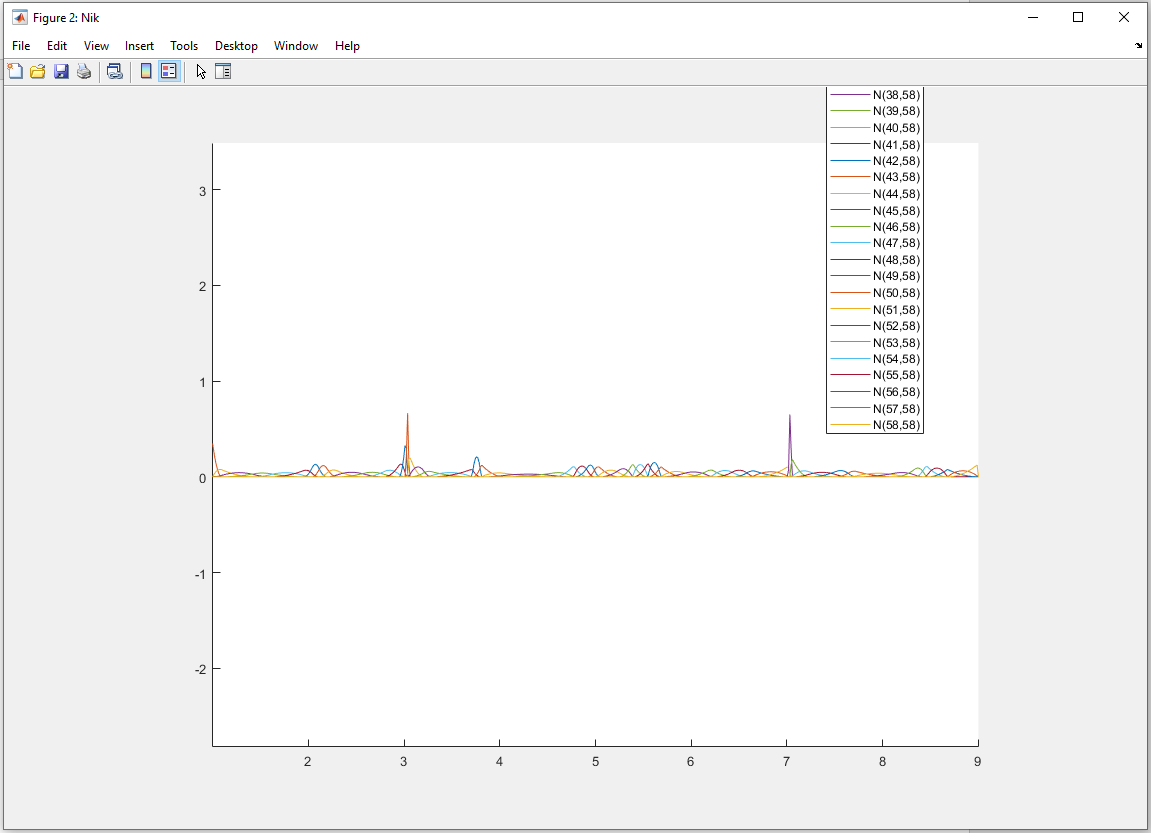 Figure 2: Nik
File Edit View Insert Tools Desktop Window Help
N(38,58)
N(39,58)
N(40,58)
N(41,58)
N(42,58)
N(43,58)
N(44,58)
N(45,58)
N(46,58)
N(47,58)
N(48,58)
N(49,58)
N(50,58)
N(51,58)
N(52,58)
N(53,58)
N(54,58)
N(55,58)
N(56,58)
N(57,58)
N(58,58)
3
2
1
0
-1
-2
2 3 4 5 6 7 8 9